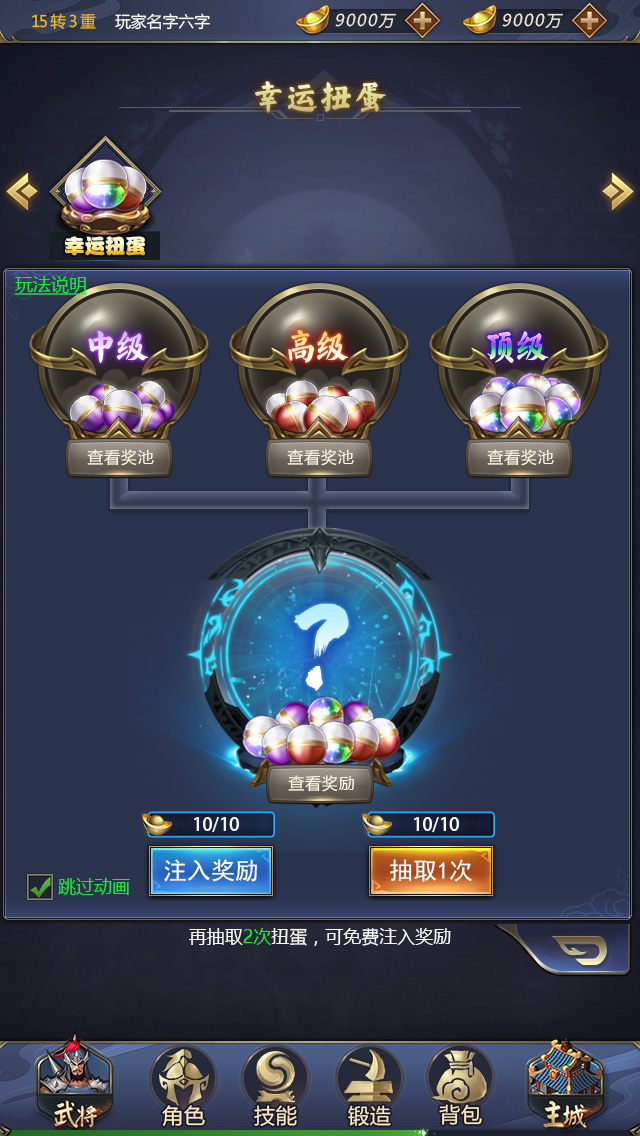 15转3重 玩家名字六字 9000万 9000万
幸运扭蛋
幸运扭蛋
玩法说明
中级 高级 顶级
查看奖池 查看奖池 查看奖池
?
查看奖励
10/10 10/10
注入奖励 抽取1次
跳过动画
再抽取2次扭蛋，可免费注入奖励
武将 角色 技能 锻造 背包 主城